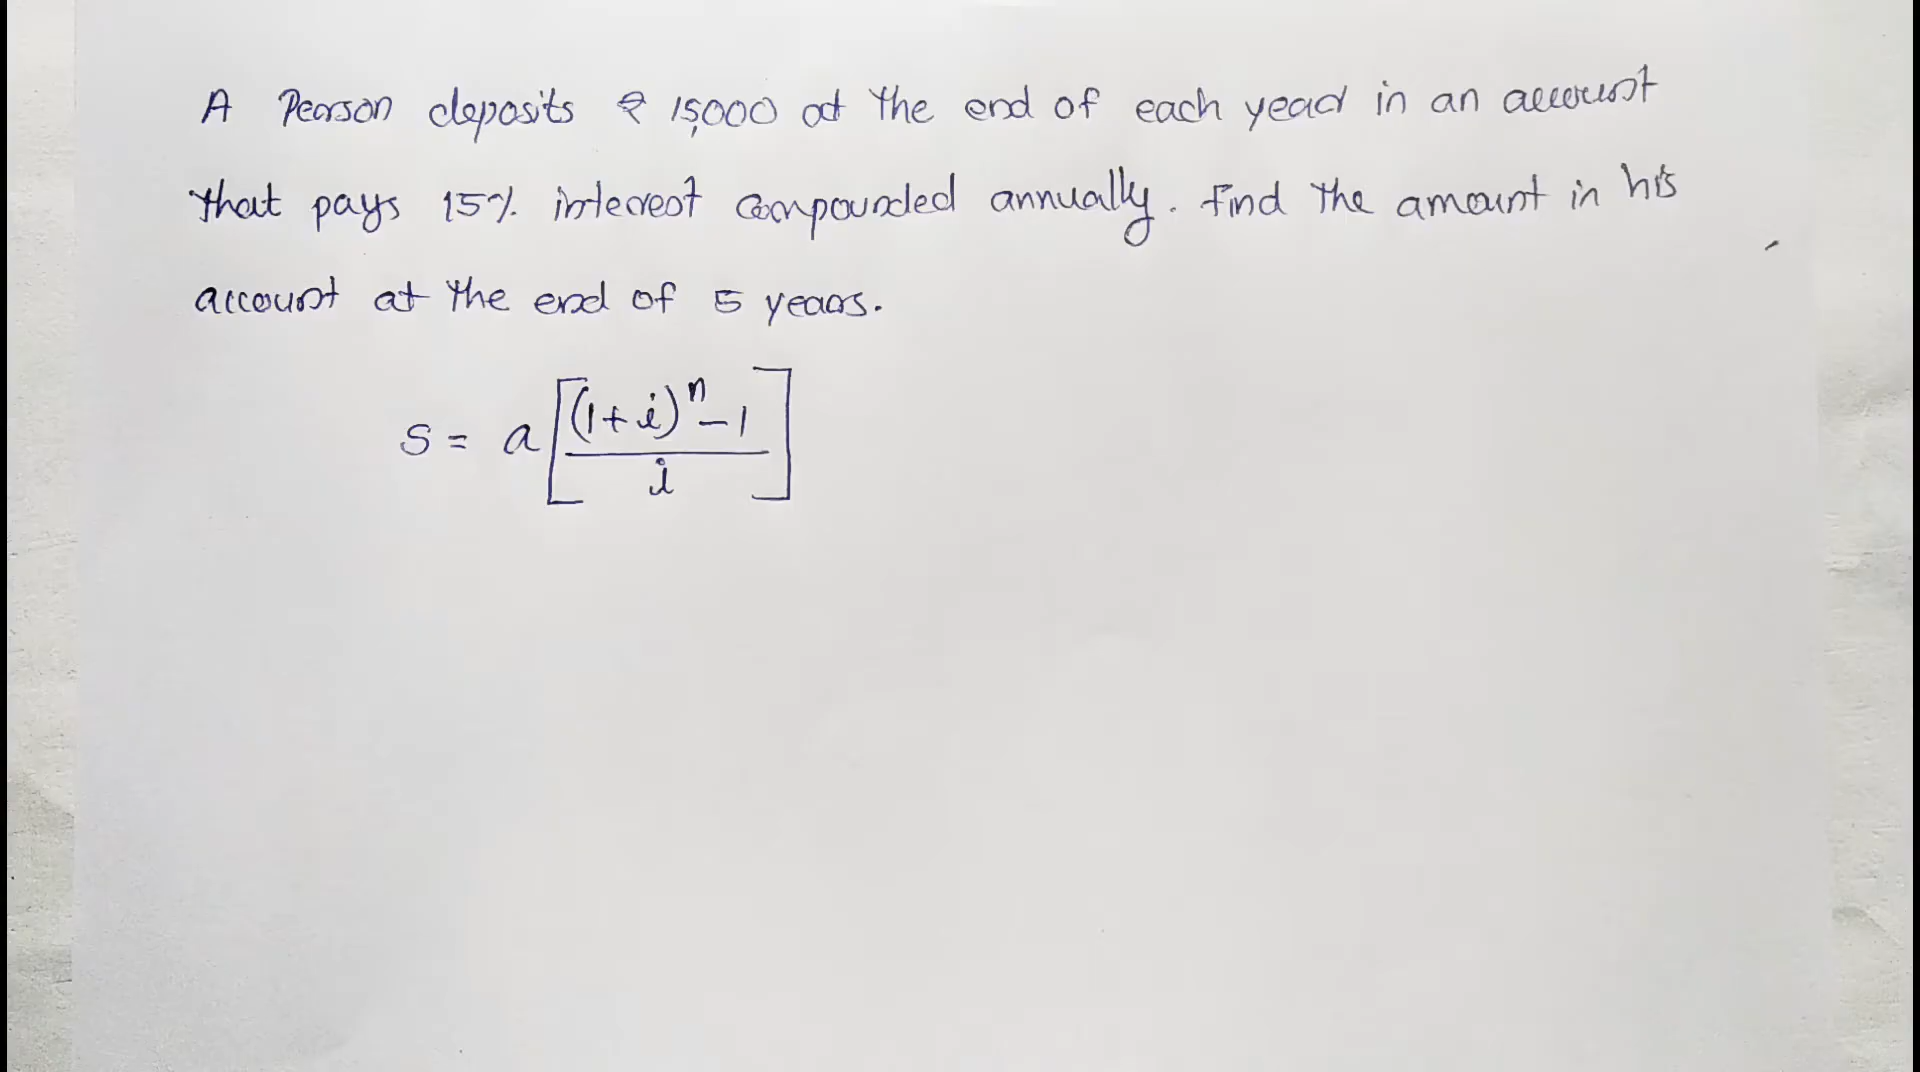 A Person deposits ₹ 15,000 at the end of each year in an account
that pays 15% interest compounded annually. Find the amount in his
account at the end of 5 years.
S = a [ ((1+i)^n - 1) / i ]